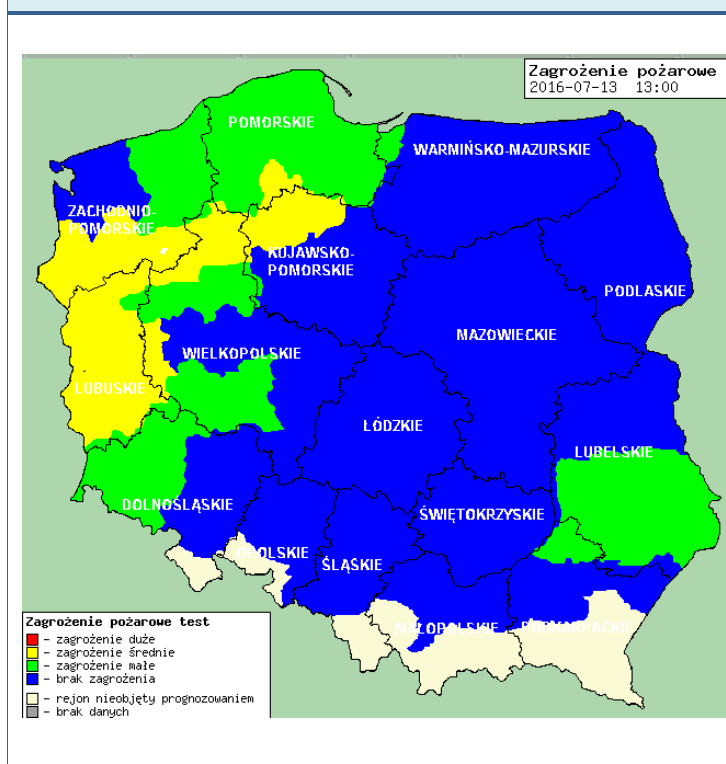 Zagrożenie pożarowe
2016-07-13 13:00
POMORSKIE
WARMIŃSKO-MAZURSKIE
ZACHODNIO-
POMORSKIE
KUJAWSKO-
POMORSKIE
PODLASKIE
MAZOWIECKIE
WIELKOPOLSKIE
LUBUSKIE
ŁÓDZKIE
LUBELSKIE
DOLNOŚLĄSKIE
ŚWIĘTOKRZYSKIE
OPOLSKIE
ŚLĄSKIE
MAŁOPOLSKIE
PODKARPACKIE
Zagrożenie pożarowe test
- zagrożenie duże
- zagrożenie średnie
- zagrożenie małe
- brak zagrożenia
- rejon nieobjęty prognozowaniem
- brak danych